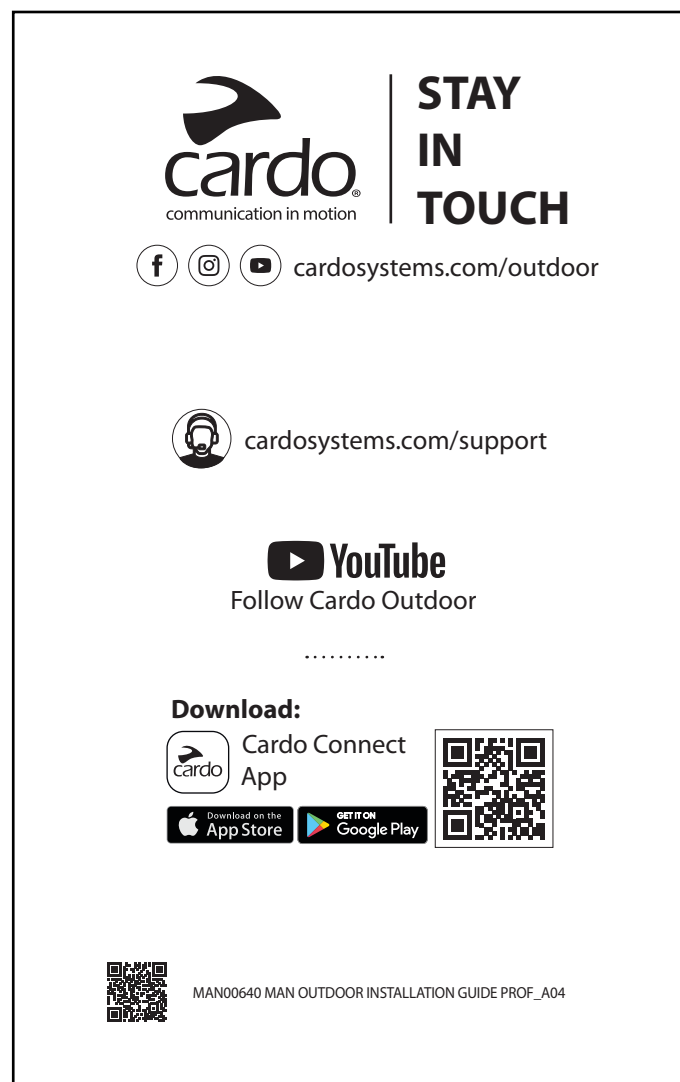 cardo®
communication in motion
STAY
IN
TOUCH
cardosystems.com/outdoor
cardosystems.com/support
YouTube
Follow Cardo Outdoor
..........
Download:
cardo
Cardo Connect
App
Download on the
App Store
GET IT ON
Google Play
MAN00640 MAN OUTDOOR INSTALLATION GUIDE PROF_A04